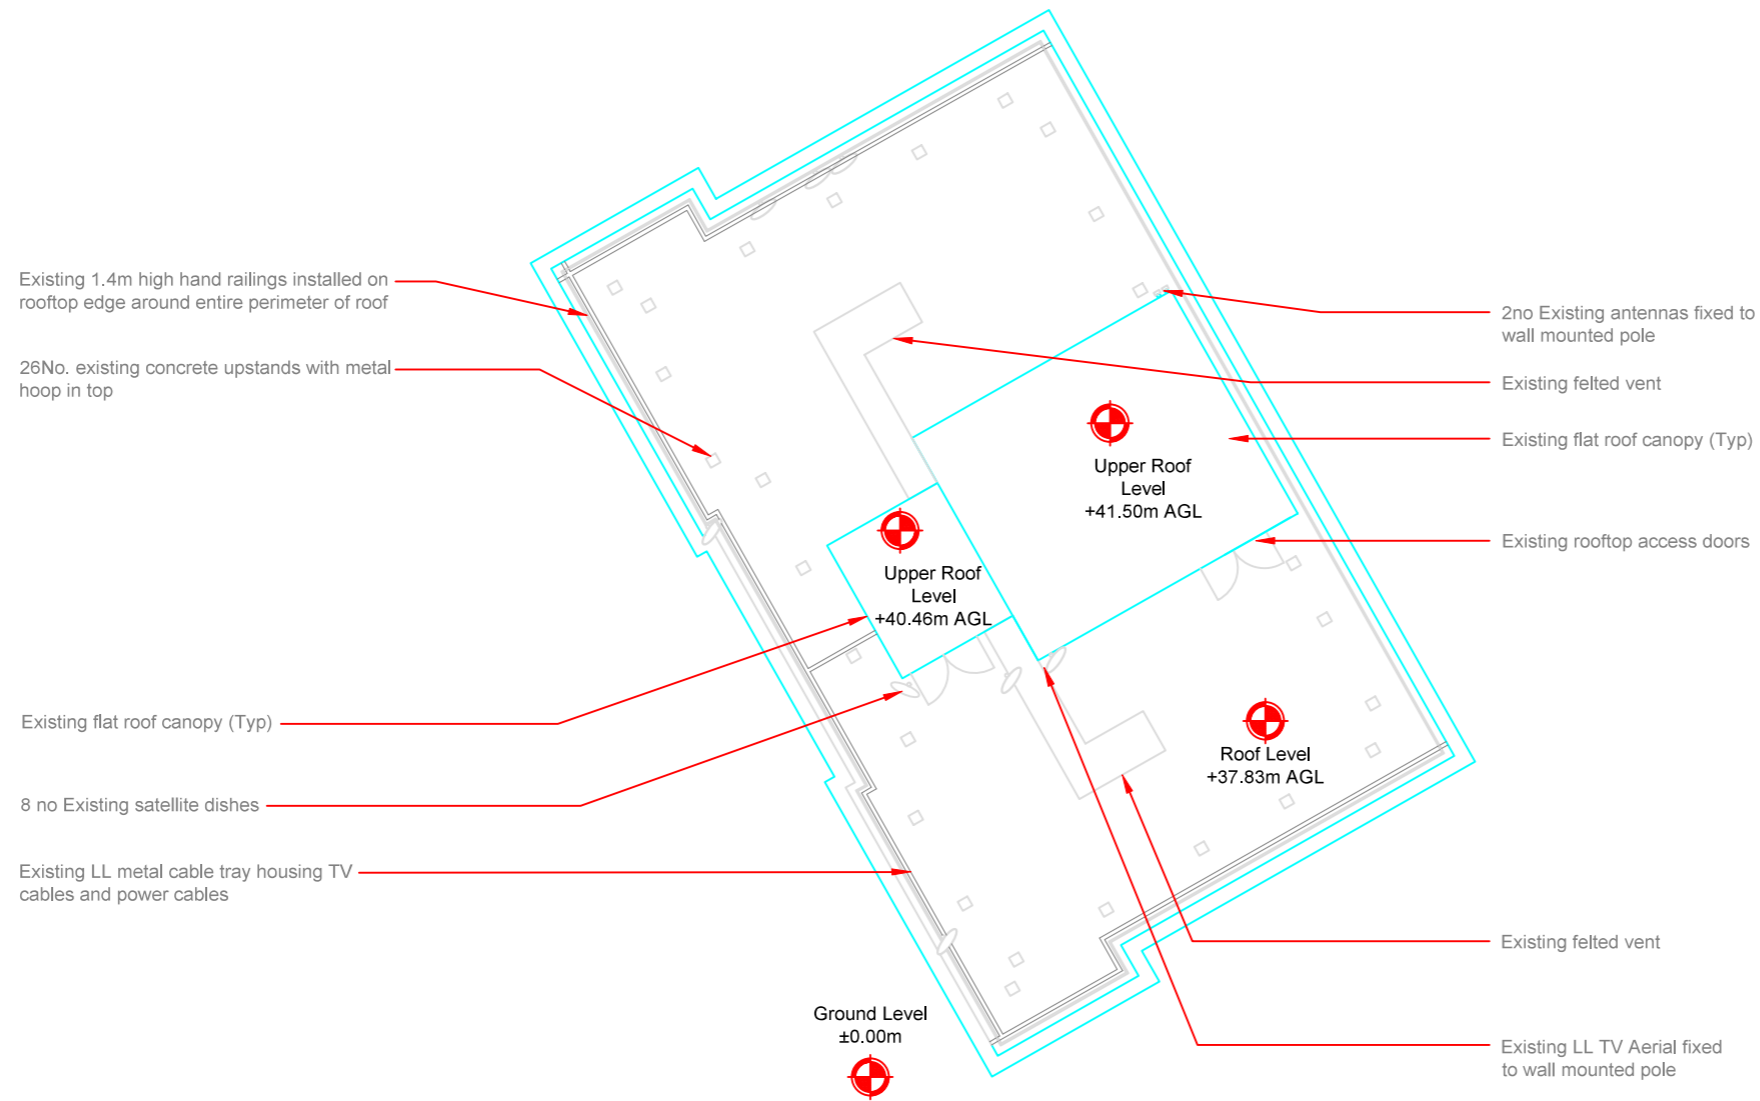 Existing 1.4m high hand railings installed on
rooftop edge around entire perimeter of roof
26No. existing concrete upstands with metal
hoop in top
Existing flat roof canopy (Typ)
8 no Existing satellite dishes
Existing LL metal cable tray housing TV
cables and power cables
Upper Roof
Level
+41.50m AGL
Upper Roof
Level
+40.46m AGL
Roof Level
+37.83m AGL
Ground Level
±0.00m
2no Existing antennas fixed to
wall mounted pole
Existing felted vent
Existing flat roof canopy (Typ)
Existing rooftop access doors
Existing felted vent
Existing LL TV Aerial fixed
to wall mounted pole